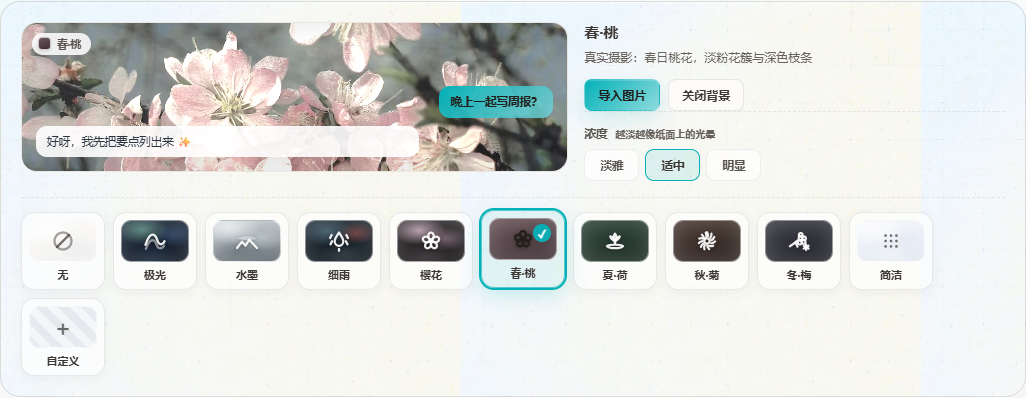 春·桃
晚上一起写周报?
好呀，我先把要点列出来 ✨
春·桃
真实摄影：春日桃花，淡粉花簇与深色枝条
导入图片
关闭背景
浓度 越淡越像纸面上的光晕
淡雅
适中
明显
无
极光
水墨
细雨
樱花
春·桃
夏·荷
秋·菊
冬·梅
简洁
自定义